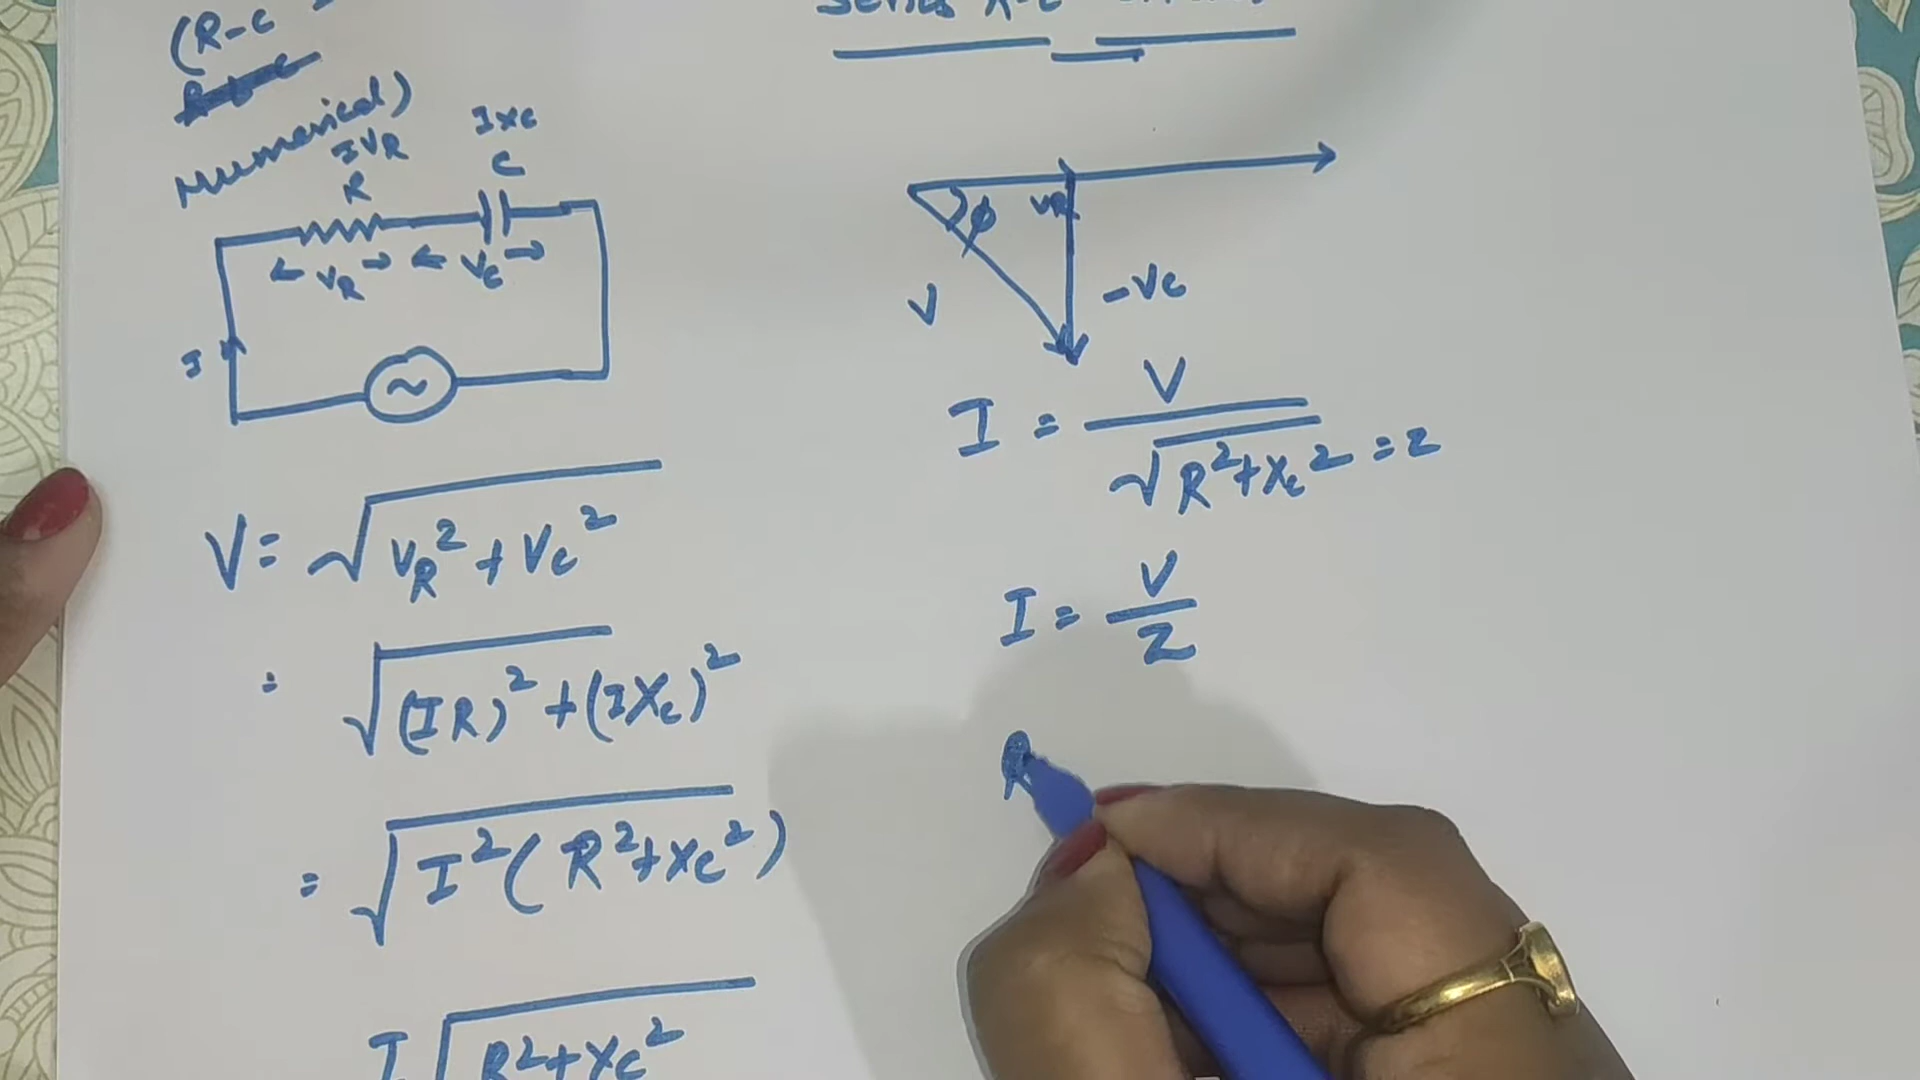 (R-C
Series R-C
Numerical)
IVR
IXC
R
C
VR
VC
I
~
VR
φ
-VC
V
I = V / √R²+Xc² = Z
V = √VR² + Vc²
I = V / Z
= √(IR)² + (IXc)²
R
= √I²(R²+Xc²)
I √R²+Xc²